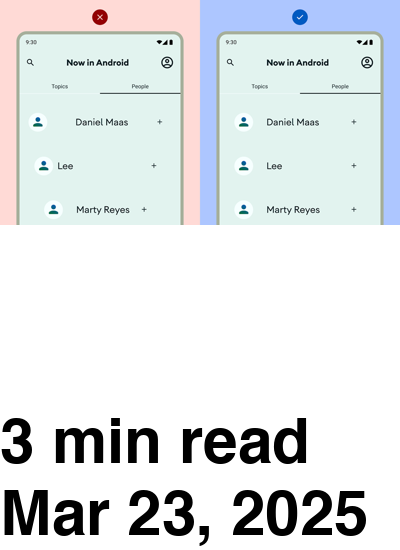 9:30
Now in Android
Topics People
Daniel Maas +
Lee +
Marty Reyes +
9:30
Now in Android
Topics People
Daniel Maas +
Lee +
Marty Reyes +
3 min read
Mar 23, 2025